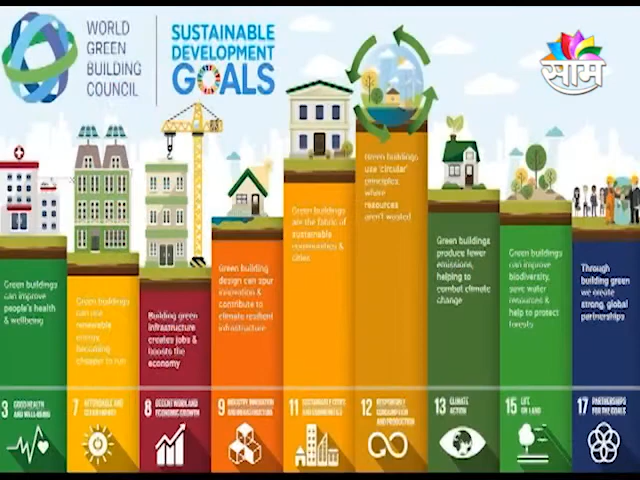 WORLD
GREEN
BUILDING
COUNCIL
SUSTAINABLE
DEVELOPMENT
GOALS
साम
Green buildings
can improve
people's health
& wellbeing
Green buildings
can use
renewable
energy,
becoming
cheaper to run
Building green
infrastructure
creates jobs &
boosts the
economy
Green building
design can spur
innovation &
contribute to
climate resilient
infrastructure
Green buildings
are the fabric of
sustainable
communities &
cities
Green buildings
use 'circular'
principles,
where
resources
aren't wasted
Green buildings
produce fewer
emissions,
helping to
combat climate
change
Green buildings
can improve
biodiversity,
save water
resources &
help to protect
forests
Through
building green
we create
strong, global
partnerships
3 GOOD HEALTH
AND WELL-BEING
7 AFFORDABLE AND
CLEAN ENERGY
8 DECENT WORK AND
ECONOMIC GROWTH
9 INDUSTRY, INNOVATION
AND INFRASTRUCTURE
11 SUSTAINABLE CITIES
AND COMMUNITIES
12 RESPONSIBLE
CONSUMPTION
AND PRODUCTION
13 CLIMATE
ACTION
15 LIFE
ON LAND
17 PARTNERSHIPS
FOR THE GOALS